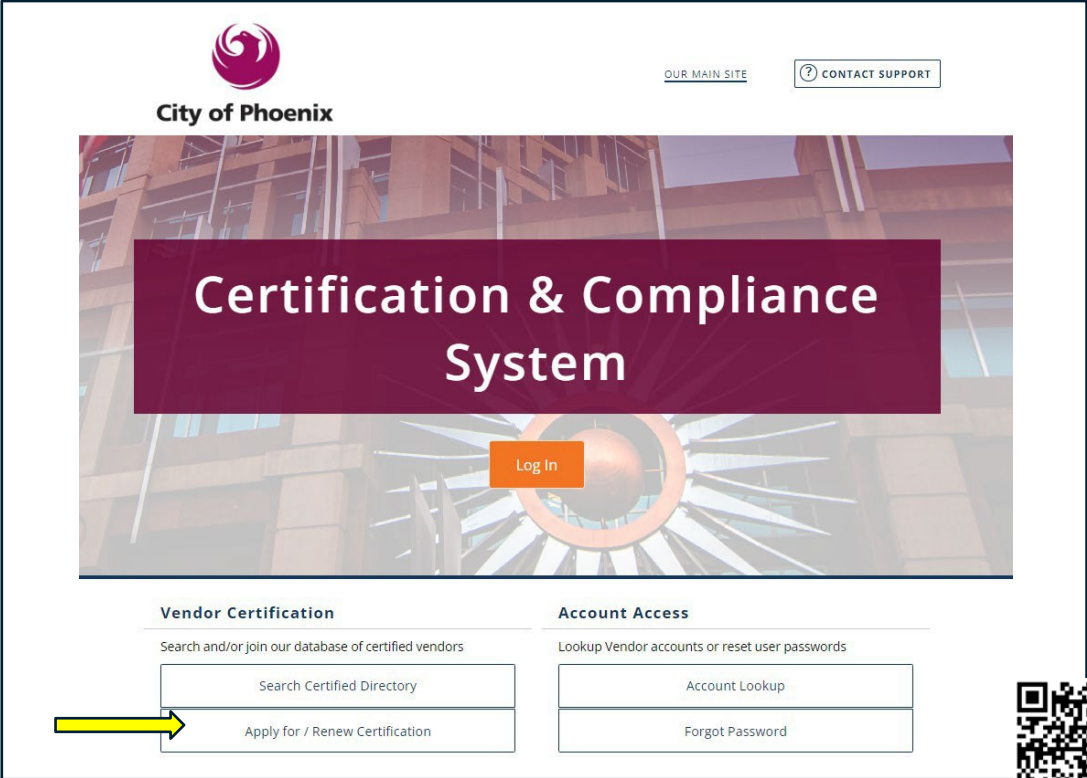 City of Phoenix
OUR MAIN SITE
? CONTACT SUPPORT
Certification & Compliance
System
Log In
Vendor Certification
Search and/or join our database of certified vendors
Search Certified Directory
Apply for / Renew Certification
Account Access
Lookup Vendor accounts or reset user passwords
Account Lookup
Forgot Password